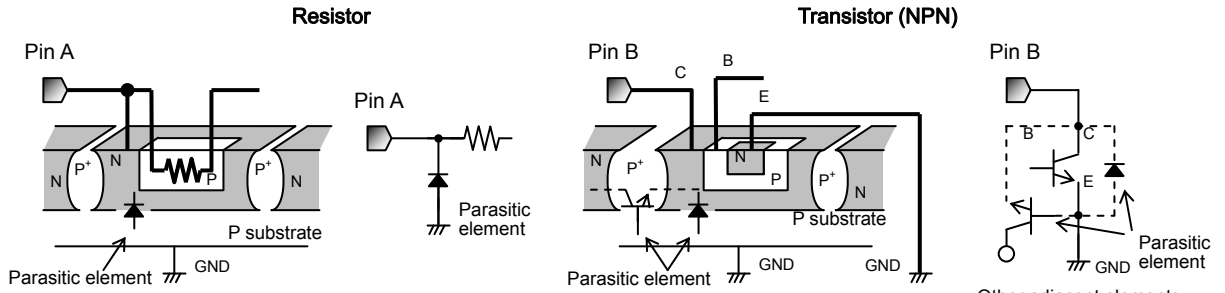 Resistor
Transistor (NPN)
Pin A
Pin A
N
N
P+
P
P+
N
Parasitic element
GND
P substrate
Parasitic
element
Pin B
C
B
E
N
P+
N
P
P+
N
P substrate
Parasitic element
GND
GND
Pin B
B
C
E
GND
Parasitic
element
Other adjacent elements